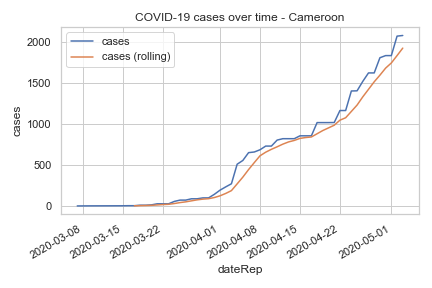 COVID-19 cases over time - Cameroon
cases
cases (rolling)
2000
1500
1000
500
0
cases
2020-03-08
2020-03-15
2020-03-22
2020-04-01
2020-04-08
2020-04-15
2020-04-22
2020-05-01
dateRep